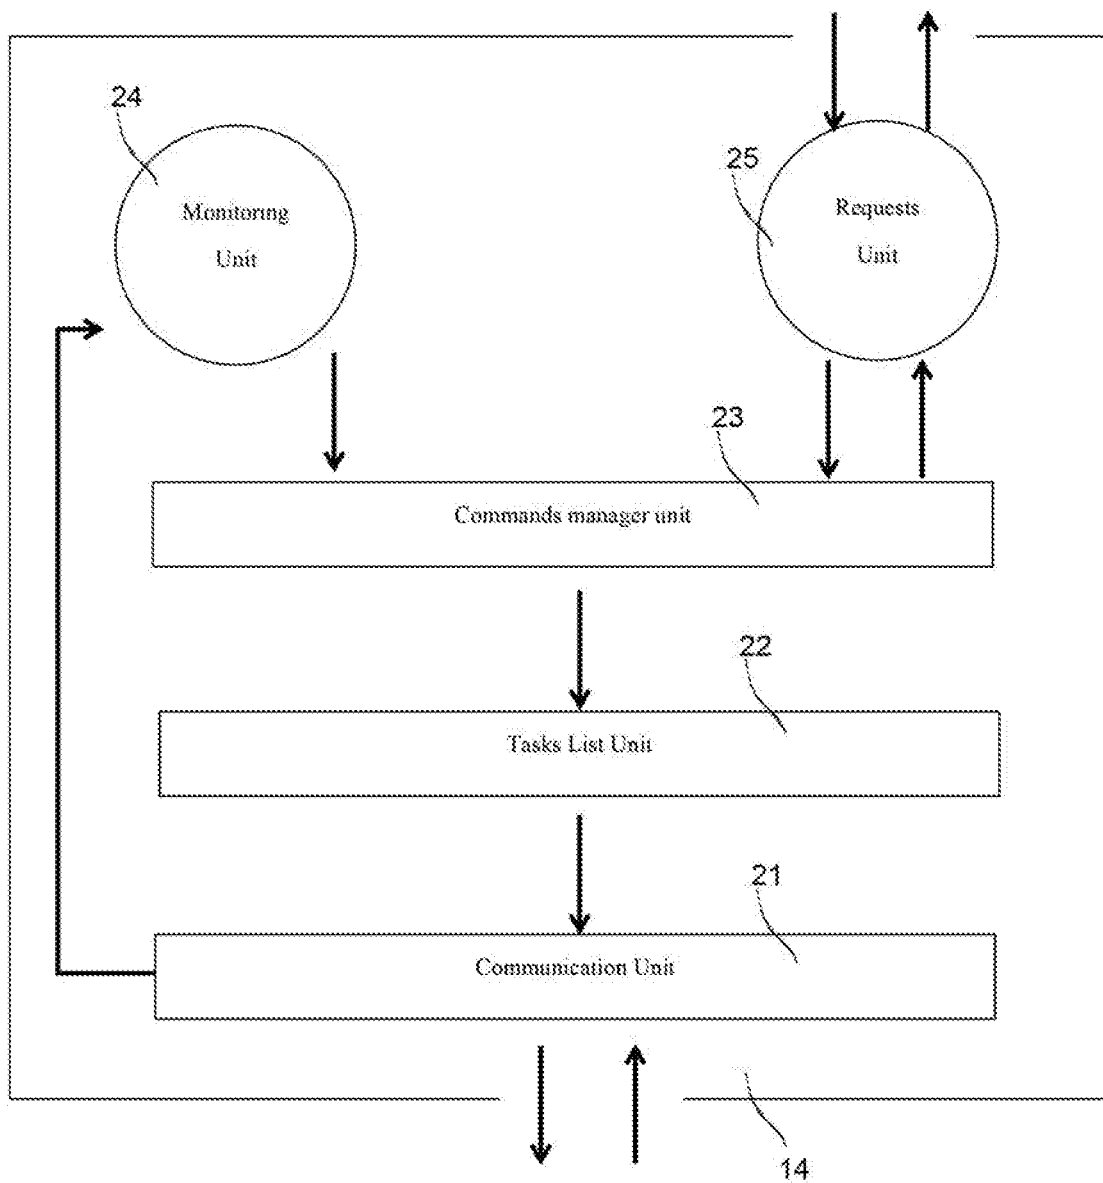 24
Monitoring
Unit
25
Requests
Unit
23
Commands manager unit
22
Tasks List Unit
21
Communication Unit
14